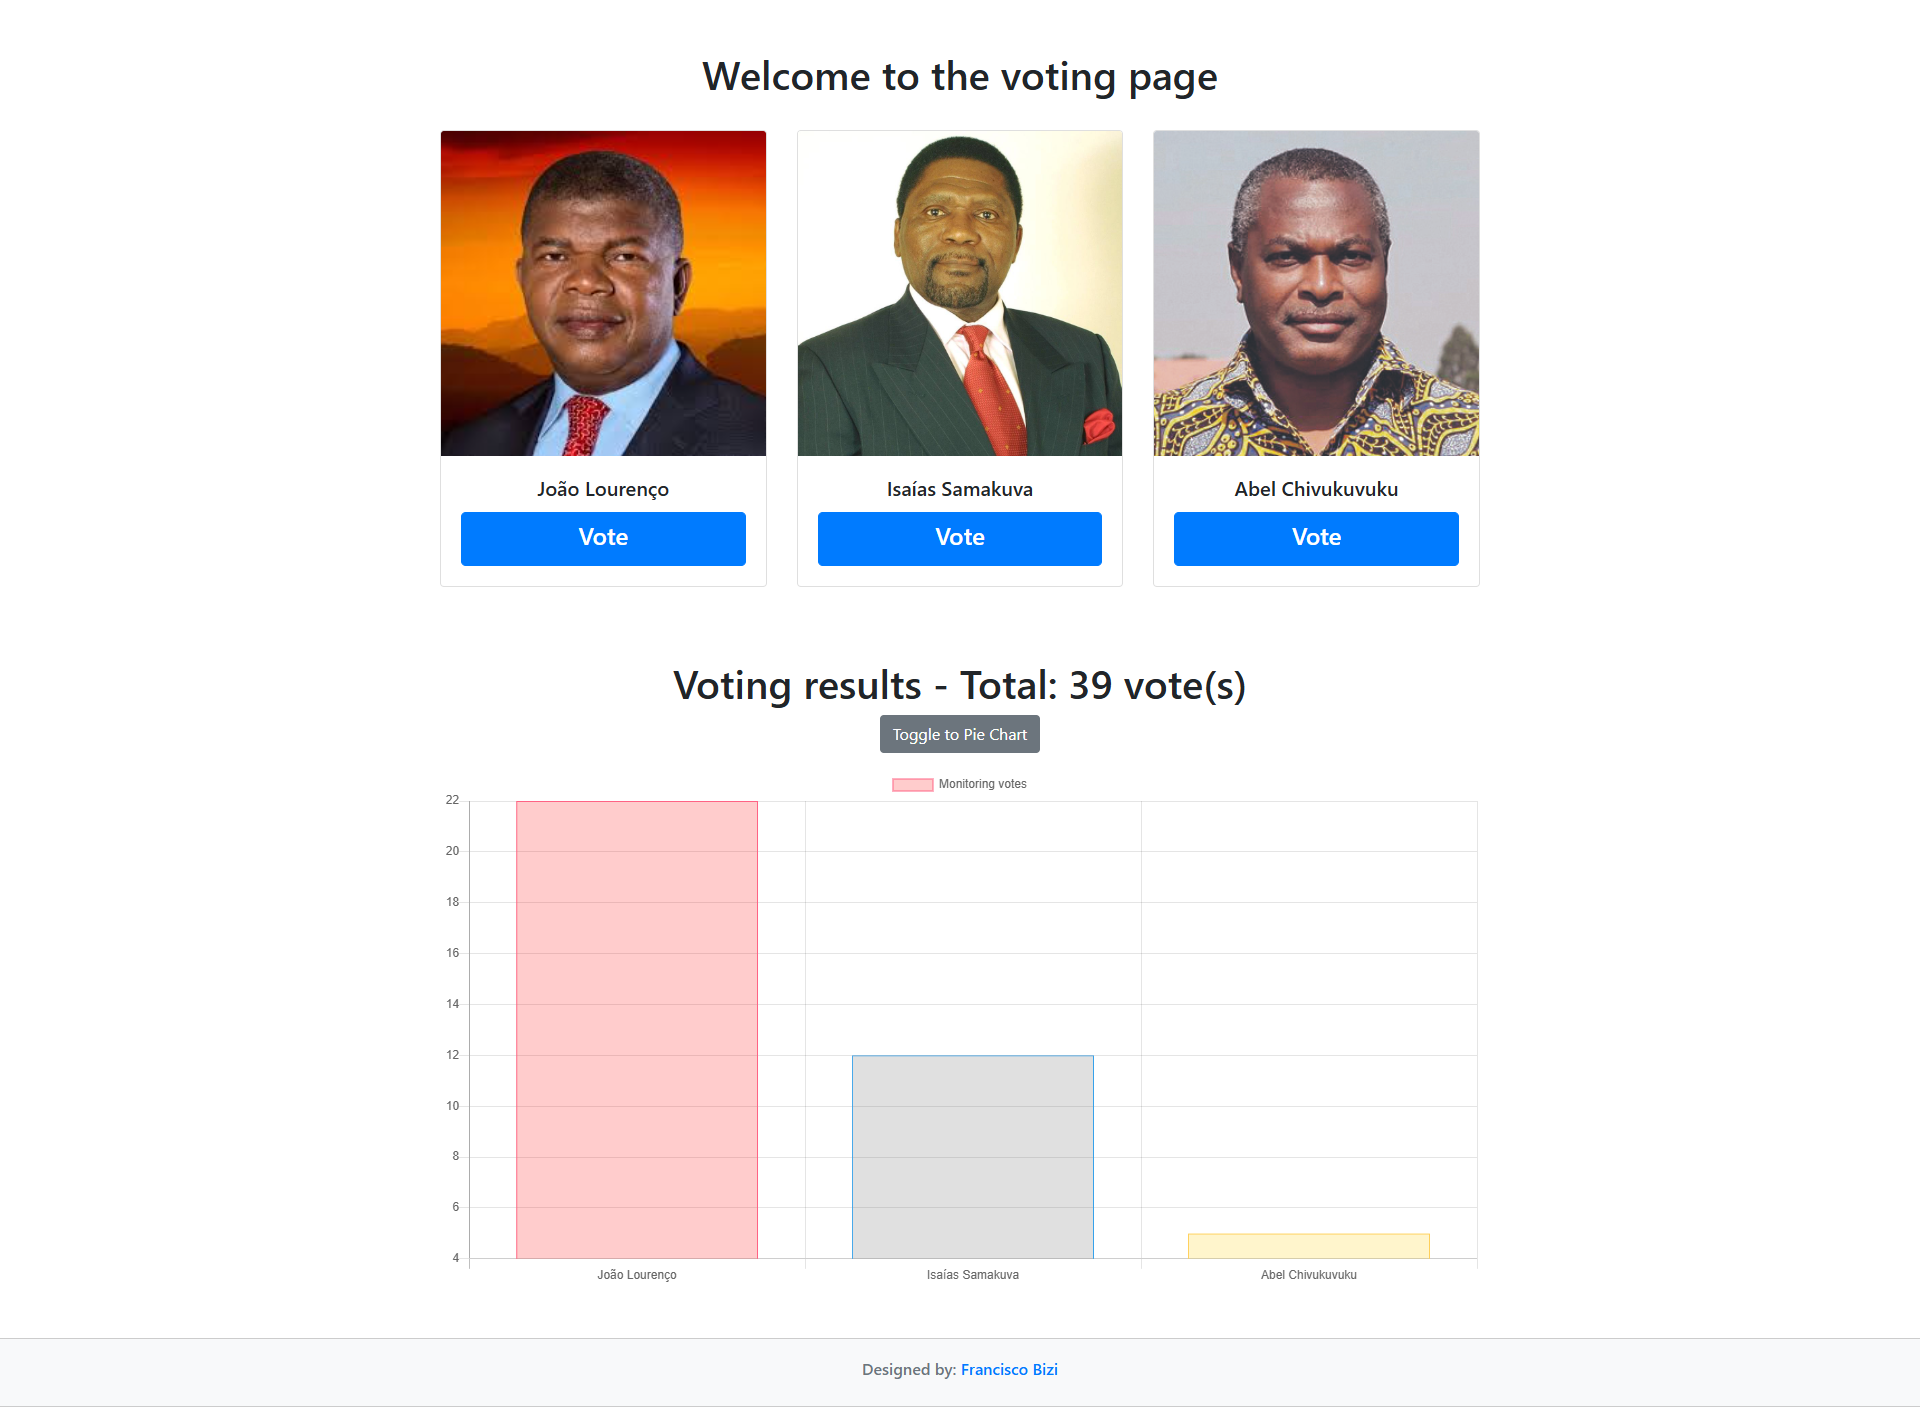 Welcome to the voting page
João Lourenço
Isaías Samakuva
Abel Chivukuvuku
Vote
Vote
Vote
Voting results - Total: 39 vote(s)
Toggle to Pie Chart
Monitoring votes
22
20
18
16
14
12
10
8
6
4
João Lourenço
Isaías Samakuva
Abel Chivukuvuku
Designed by: Francisco Bizi